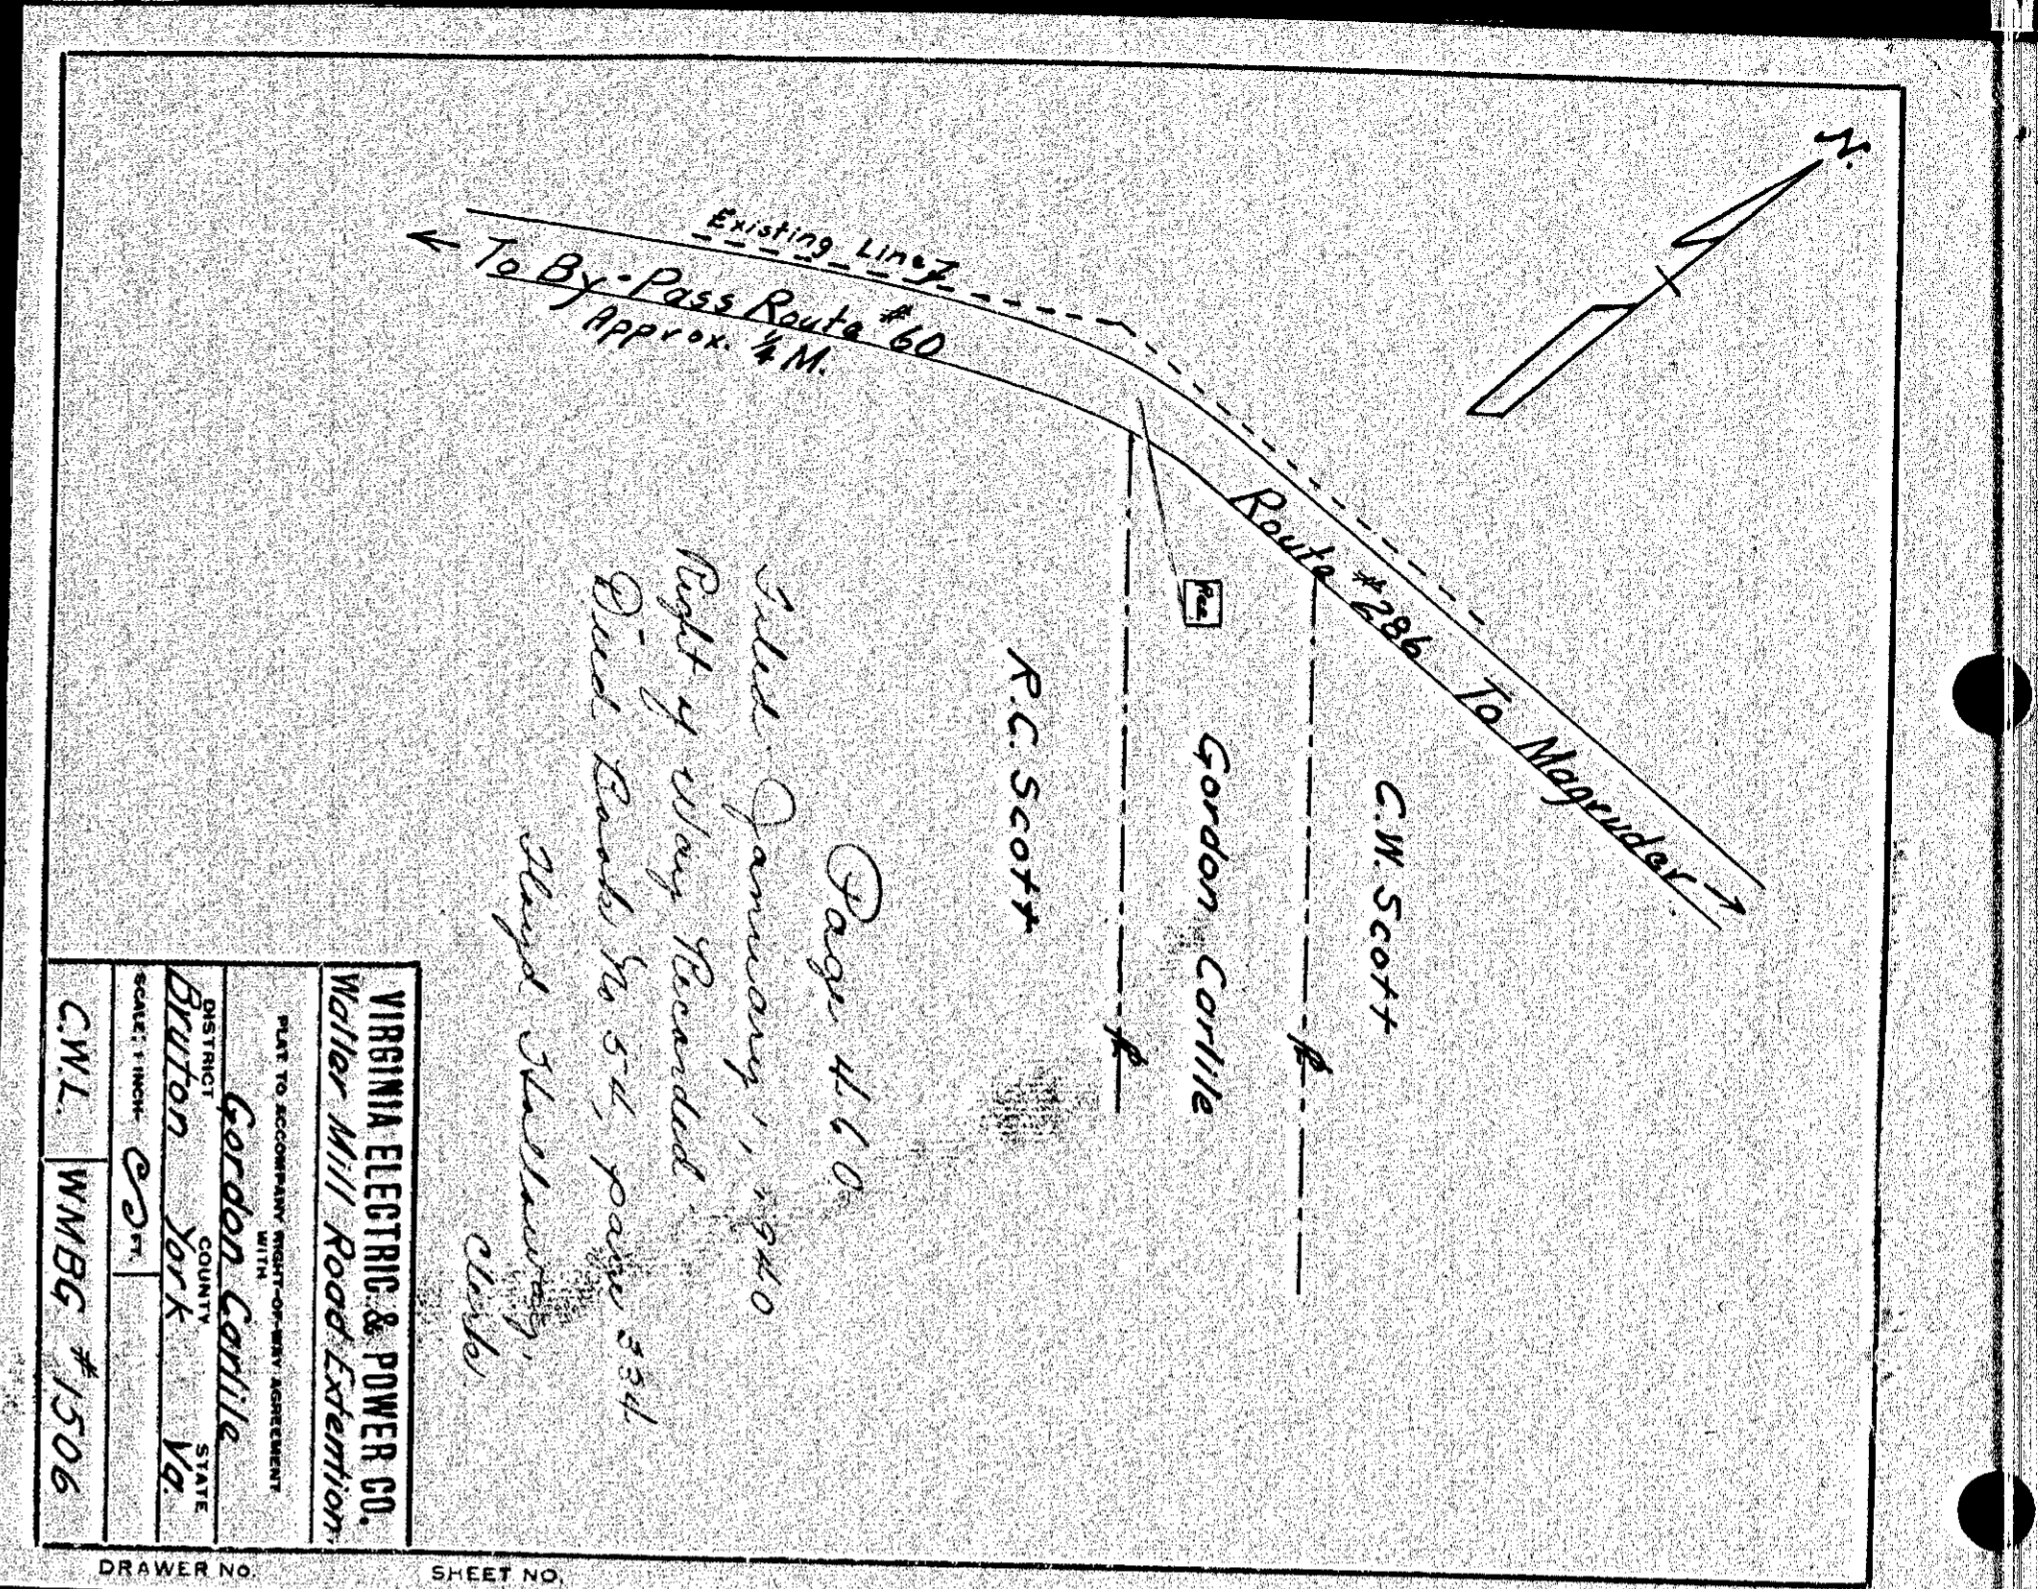 N.
Existing Line
← To By-Pass Route #60
Approx. 1/4 M.
Route #286 To Magruder →
Res.
C.W. Scott
Gordon Carlile
R.C. Scott
Page 460
Filed January 1, 1940
Right of Way Recorded
Deed Book No 54, page 334
Floyd Holloway,
Clerk
VIRGINIA ELECTRIC & POWER CO.
Waller Mill Road Extention
PLAT TO ACCOMPANY RIGHT-OF-WAY AGREEMENT
WITH
Gordon Carlile
DISTRICT COUNTY STATE
Bruton York Va.
SCALE: 1 INCH FT.
C.W.L. WMBG #1506
DRAWER NO. SHEET NO.